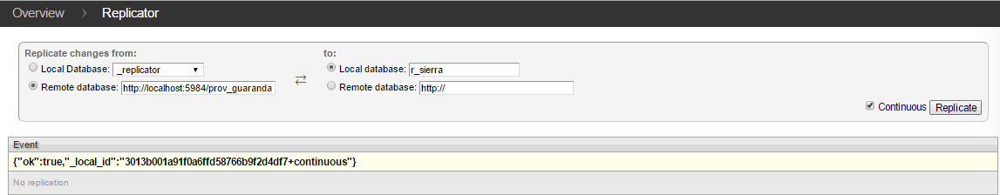 Overview › Replicator
Replicate changes from: to:
Local Database: _replicator Local database: r_sierra
Remote database: http://localhost:5984/prov_guaranda Remote database: http://
Continuous Replicate
Event
{"ok":true,"_local_id":"3013b001a91f0a6ffd58766b9f2d4df7+continuous"}
No replication